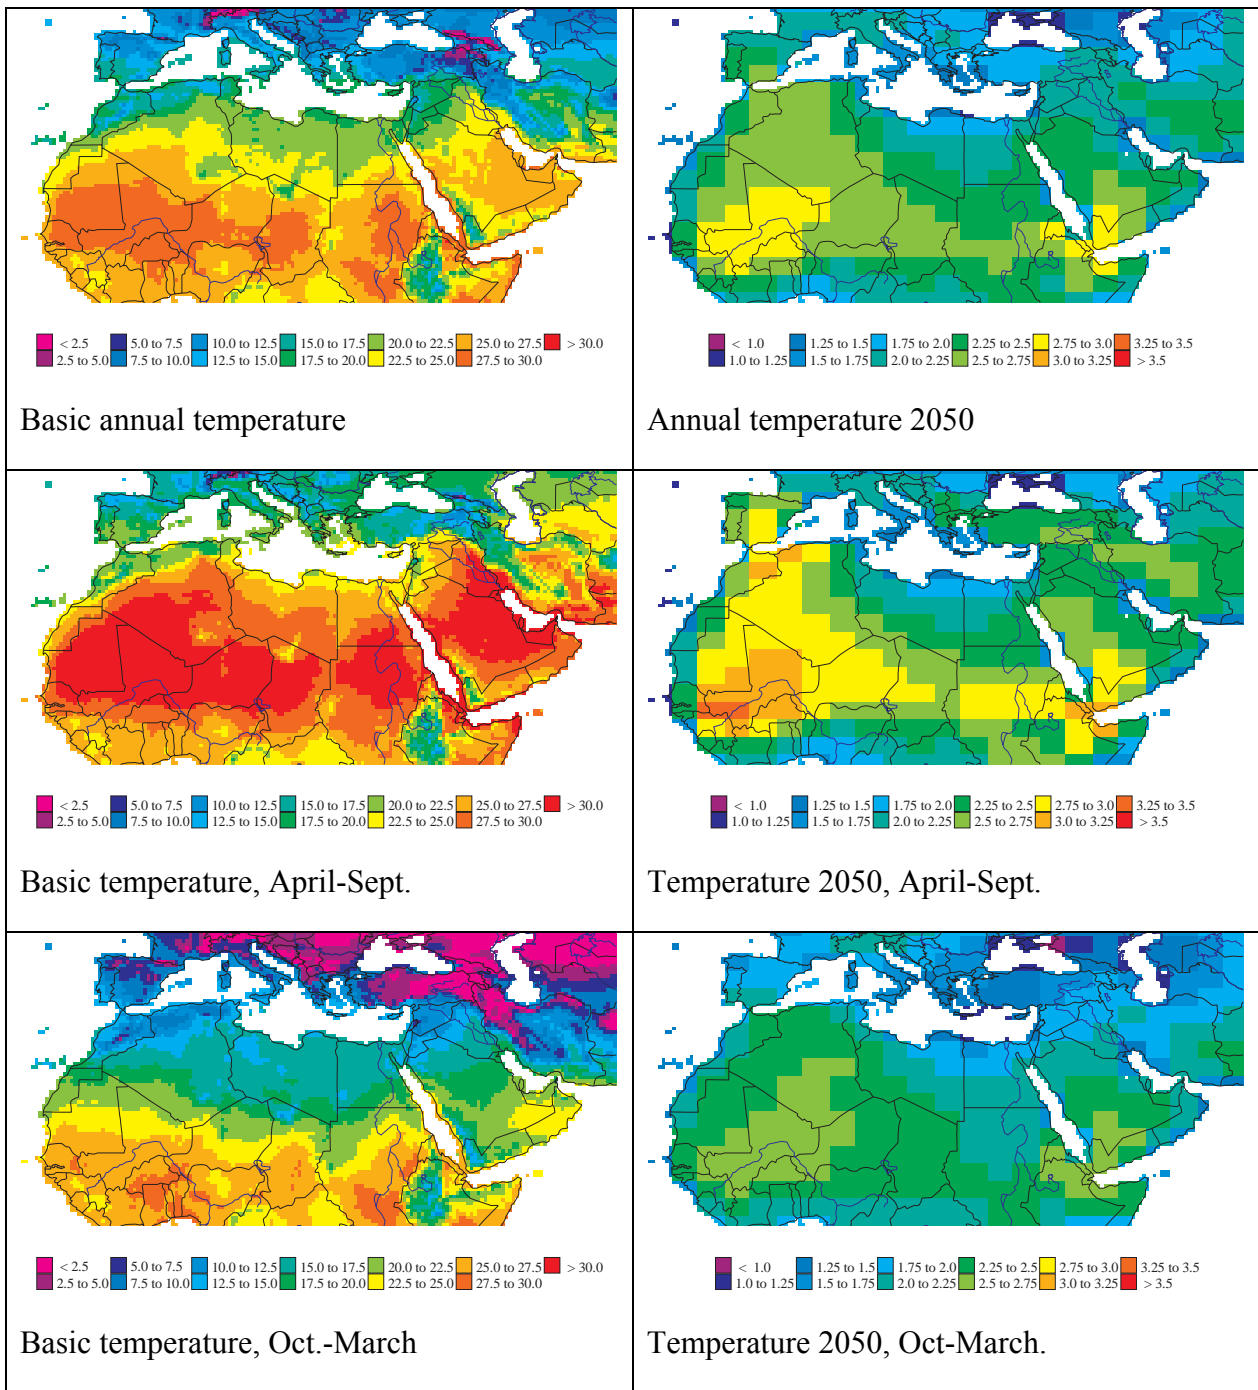 < 2.5 5.0 to 7.5 10.0 to 12.5 15.0 to 17.5 20.0 to 22.5 25.0 to 27.5 > 30.0
2.5 to 5.0 7.5 to 10.0 12.5 to 15.0 17.5 to 20.0 22.5 to 25.0 27.5 to 30.0
Basic annual temperature
< 1.0 1.25 to 1.5 1.75 to 2.0 2.25 to 2.5 2.75 to 3.0 3.25 to 3.5
1.0 to 1.25 1.5 to 1.75 2.0 to 2.25 2.5 to 2.75 3.0 to 3.25 > 3.5
Annual temperature 2050
< 2.5 5.0 to 7.5 10.0 to 12.5 15.0 to 17.5 20.0 to 22.5 25.0 to 27.5 > 30.0
2.5 to 5.0 7.5 to 10.0 12.5 to 15.0 17.5 to 20.0 22.5 to 25.0 27.5 to 30.0
Basic temperature, April-Sept.
< 1.0 1.25 to 1.5 1.75 to 2.0 2.25 to 2.5 2.75 to 3.0 3.25 to 3.5
1.0 to 1.25 1.5 to 1.75 2.0 to 2.25 2.5 to 2.75 3.0 to 3.25 > 3.5
Temperature 2050, April-Sept.
< 2.5 5.0 to 7.5 10.0 to 12.5 15.0 to 17.5 20.0 to 22.5 25.0 to 27.5 > 30.0
2.5 to 5.0 7.5 to 10.0 12.5 to 15.0 17.5 to 20.0 22.5 to 25.0 27.5 to 30.0
Basic temperature, Oct.-March
< 1.0 1.25 to 1.5 1.75 to 2.0 2.25 to 2.5 2.75 to 3.0 3.25 to 3.5
1.0 to 1.25 1.5 to 1.75 2.0 to 2.25 2.5 to 2.75 3.0 to 3.25 > 3.5
Temperature 2050, Oct-March.